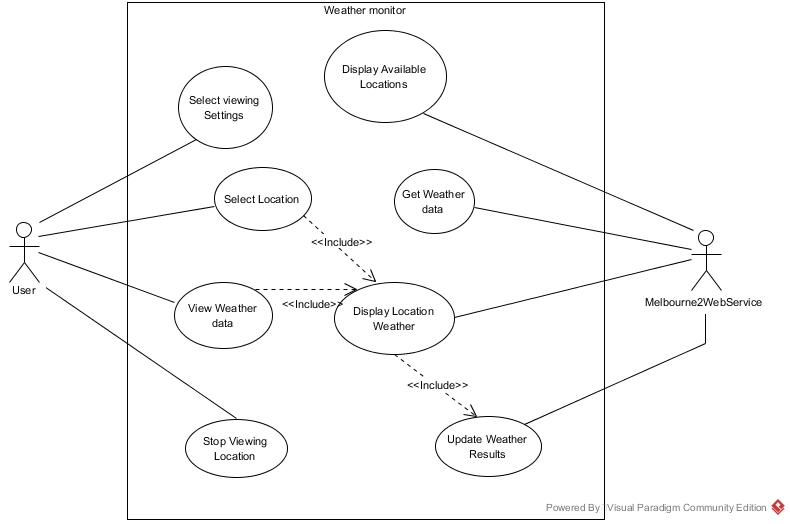 Weather monitor
Display Available
Locations
Select viewing
Settings
Select Location
Get Weather
data
<<Include>>
User
Melbourne2WebService
View Weather
data
<<Include>>
Display Location
Weather
<<Include>>
Stop Viewing
Location
Update Weather
Results
Powered By Visual Paradigm Community Edition